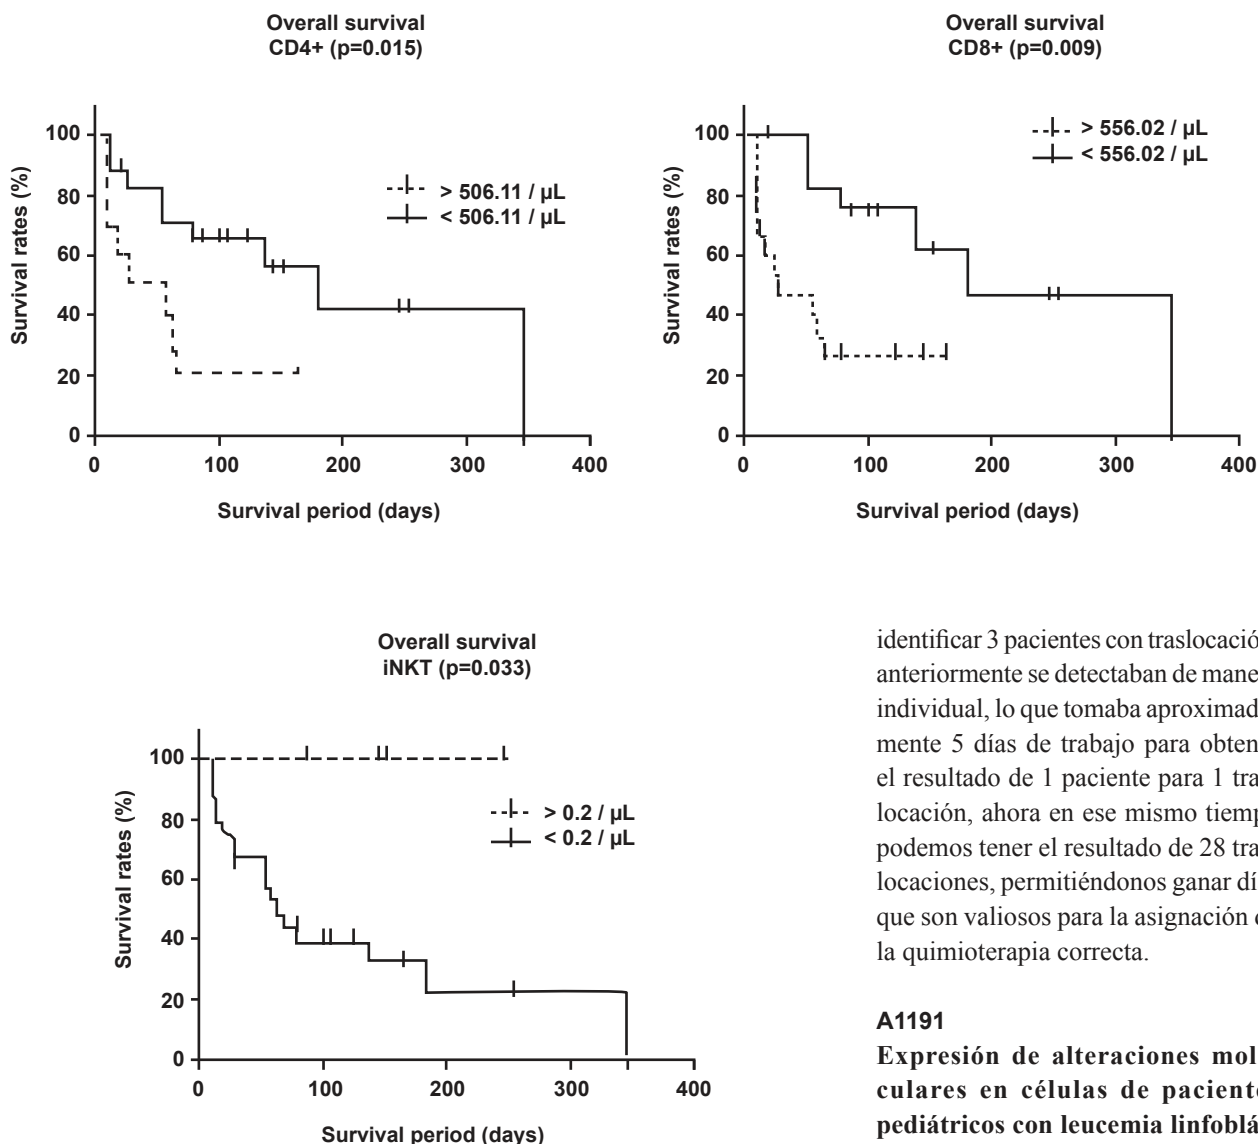 Overall survival
CD4+ (p=0.015)
100
80
60
40
20
0
0 100 200 300 400
Survival rates (%)
Survival period (days)
> 506.11 / µL
< 506.11 / µL
Overall survival
CD8+ (p=0.009)
100
80
60
40
20
0
0 100 200 300 400
Survival rates (%)
Survival period (days)
> 556.02 / µL
< 556.02 / µL
Overall survival
iNKT (p=0.033)
100
80
60
40
20
0
0 100 200 300 400
Survival rates (%)
Survival period (days)
> 0.2 / µL
< 0.2 / µL
identificar 3 pacientes con traslocació
anteriormente se detectaban de mane
individual, lo que tomaba aproximad
mente 5 días de trabajo para obten
el resultado de 1 paciente para 1 tra
locación, ahora en ese mismo tiemp
podemos tener el resultado de 28 tra
locaciones, permitiéndonos ganar dí
que son valiosos para la asignación
la quimioterapia correcta.
A1191
Expresión de alteraciones mol
culares en células de pacient
pediátricos con leucemia linfoblá